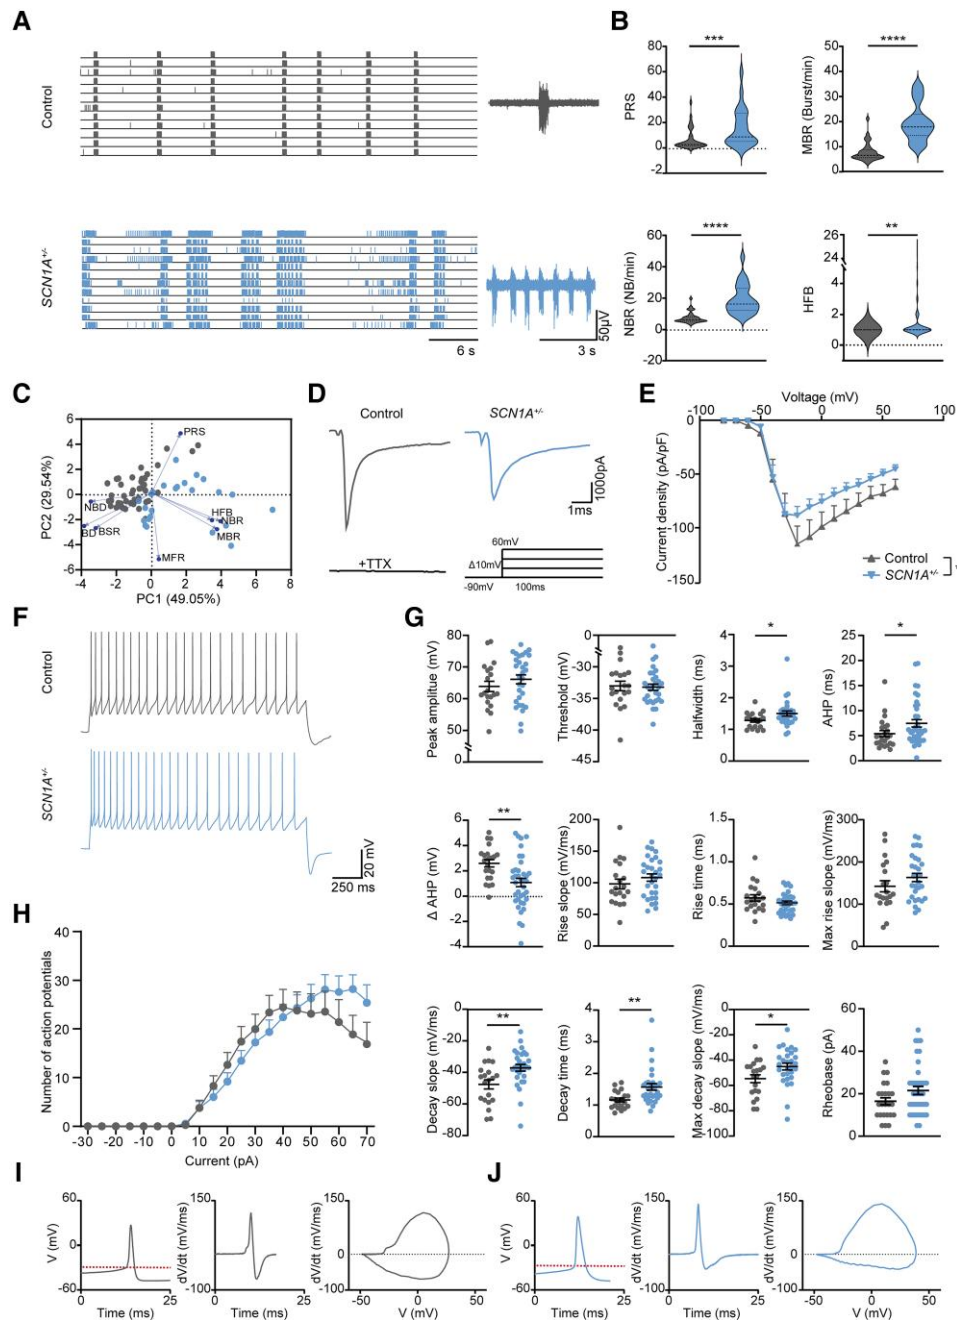 A
Control
SCN1A+/-
6 s
3 s
50µV
B
PRS
80
60
40
20
0
-2
***
MBR (Burst/min)
50
40
30
20
10
0
****
NBR (NB/min)
60
40
20
0
-20
****
HFB
26
24
4
2
0
**
C
PC2 (29.54%)
6
4
2
0
-2
-4
-6
-4 -2 0 2 4 6 8
PC1 (49.05%)
PRS
NBD
BD
BSR
MFR
HFB
NBR
MBR
D
Control
SCN1A+/-
1000pA
1ms
+TTX
60mV
Δ10mV
-90mV
100ms
E
Voltage (mV)
-100 -50 0 50 100
Current density (pA/pF)
0
-50
-100
-150
Control
SCN1A+/-
F
Control
SCN1A+/-
20 mV
250 ms
G
Peak amplitue (mV)
80
70
60
50
0
Threshold (mV)
0
-30
-35
-40
-45
Halfwidth (ms)
4
3
2
1
0
*
AHP (ms)
25
20
15
10
5
0
*
Δ AHP (mV)
6
4
2
0
-2
-4
**
Rise slope (mV/ms)
200
150
100
50
0
Rise time (ms)
1.5
1.0
0.5
0.0
Max rise slope (mV/ms)
300
200
100
0
Decay slope (mV/ms)
0
-20
-40
-60
-80
**
Decay time (ms)
4
3
2
1
0
**
Max decay slope (mV/ms)
0
-20
-40
-60
-80
-100
*
Rheobase (pA)
60
40
20
0
H
Number of action potentials
40
30
20
10
0
-30 -20 -10 0 10 20 30 40 50 60 70
Current (pA)
I
V (mV)
60
0
-60
0 25
Time (ms)
dV/dt (mV/ms)
150
-100
0 25
Time (ms)
dV/dt (mV/ms)
150
0
-100
-50 0 50
V (mV)
J
V (mV)
60
0
-60
0 25
Time (ms)
dV/dt (mV/ms)
150
-100
0 25
Time (ms)
dV/dt (mV/ms)
150
0
-100
-50 0 50
V (mV)